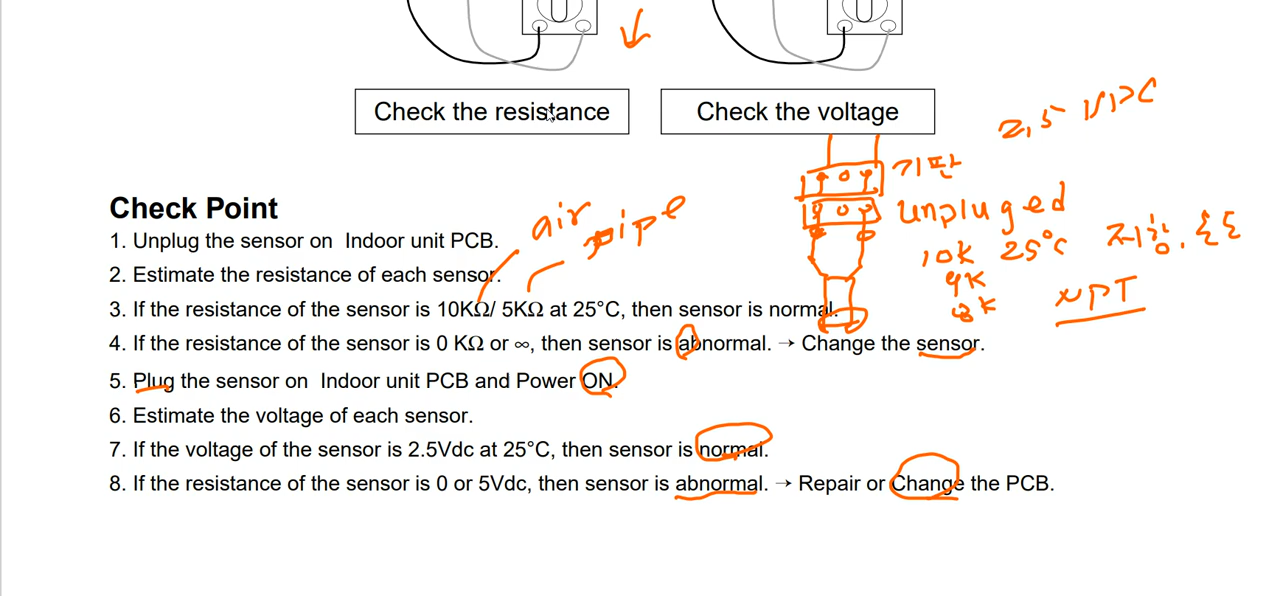 Check the resistance
Check the voltage
2,5 VDC
기판
unpluged
10K 25°C 저항.온도
9K
8K
NPT
air
pipe
Check Point
1. Unplug the sensor on Indoor unit PCB.
2. Estimate the resistance of each sensor.
3. If the resistance of the sensor is 10KΩ/ 5KΩ at 25°C, then sensor is normal.
4. If the resistance of the sensor is 0 KΩ or ∞, then sensor is abnormal. → Change the sensor.
5. Plug the sensor on Indoor unit PCB and Power ON.
6. Estimate the voltage of each sensor.
7. If the voltage of the sensor is 2.5Vdc at 25°C, then sensor is normal.
8. If the resistance of the sensor is 0 or 5Vdc, then sensor is abnormal. → Repair or Change the PCB.